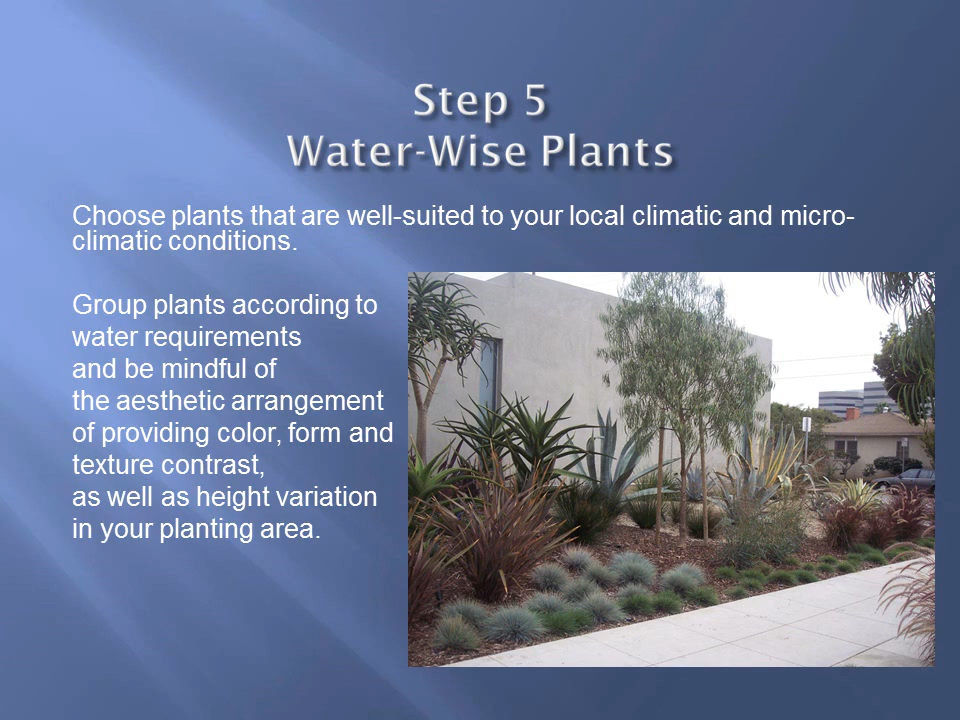 Step 5
Water-Wise Plants
Choose plants that are well-suited to your local climatic and micro-
climatic conditions.
Group plants according to
water requirements
and be mindful of
the aesthetic arrangement
of providing color, form and
texture contrast,
as well as height variation
in your planting area.